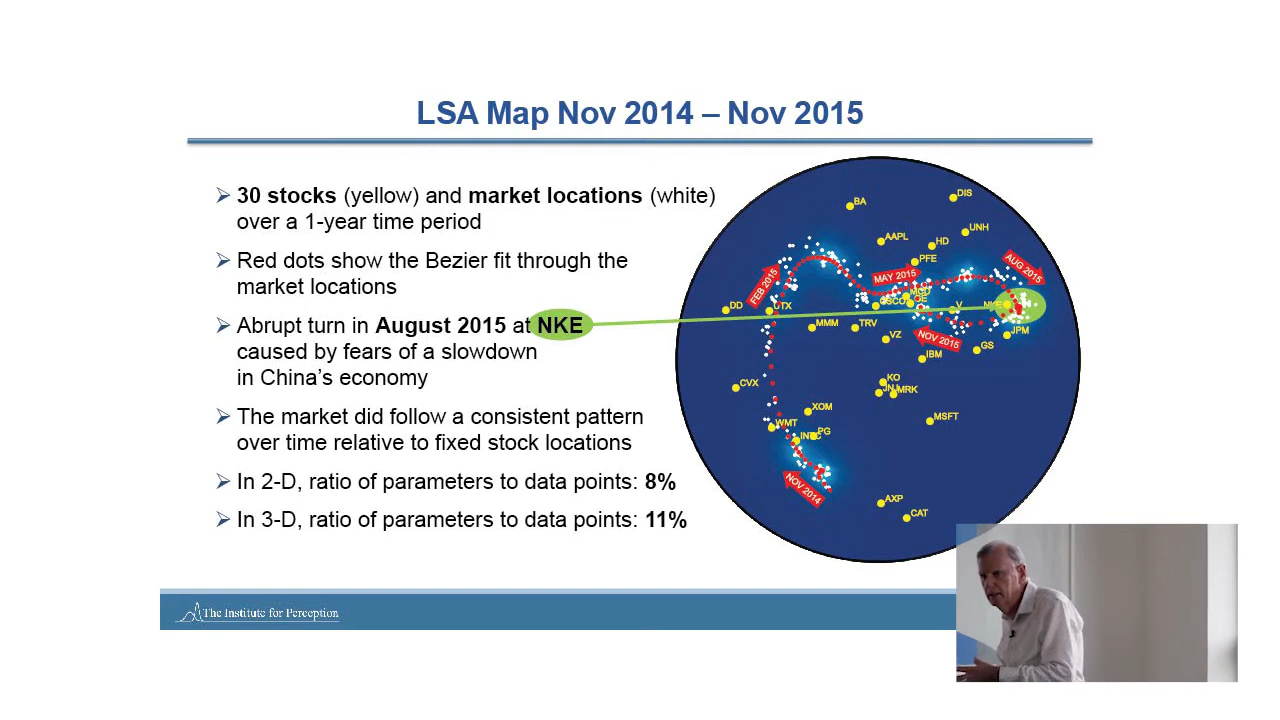 LSA Map Nov 2014 – Nov 2015
➢ 30 stocks (yellow) and market locations (white)
over a 1-year time period
➢ Red dots show the Bezier fit through the
market locations
➢ Abrupt turn in August 2015 at NKE
caused by fears of a slowdown
in China’s economy
➢ The market did follow a consistent pattern
over time relative to fixed stock locations
➢ In 2-D, ratio of parameters to data points: 8%
➢ In 3-D, ratio of parameters to data points: 11%
DIS
BA
UNH
AAPL
HD
PFE
AUG 2015
FEB 2015
MAY 2015
MCD
DD
UTX
CSCO
GE
V
NKE
MMM
TRV
VZ
NOV 2015
JPM
GS
IBM
CVX
KO
JNJ
MRK
XOM
MSFT
WMT
INTC
PG
NOV 2014
AXP
CAT
The Institute for Perception